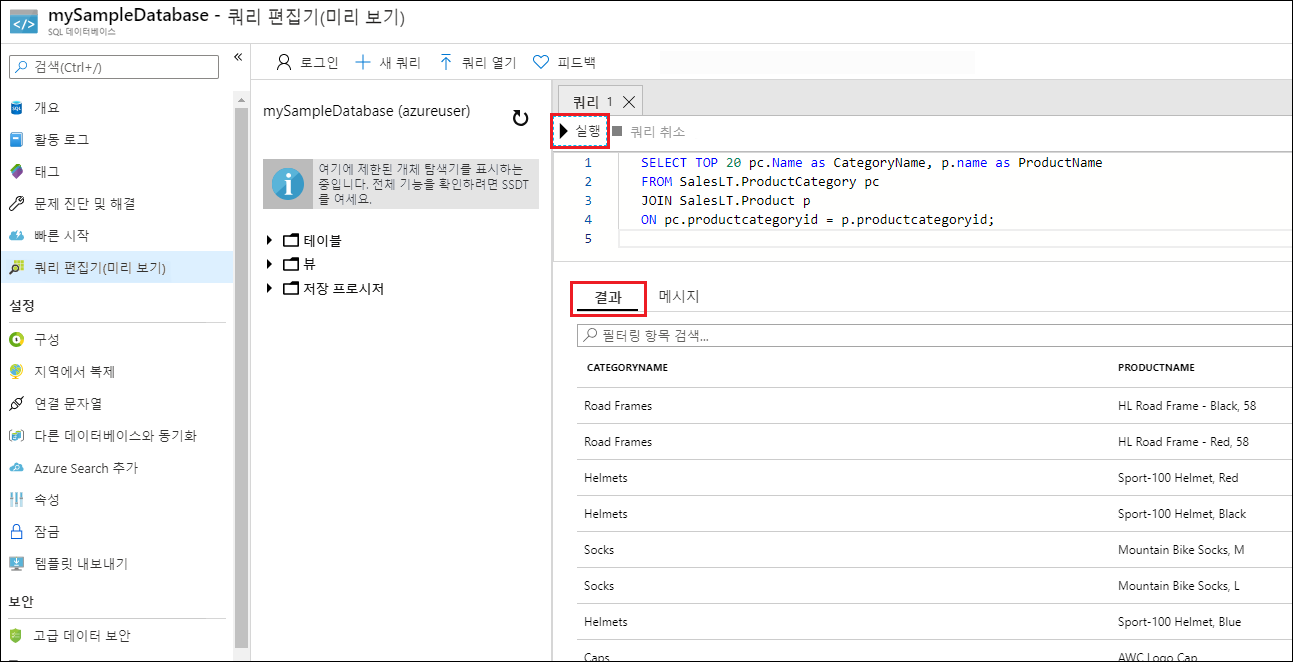 mySampleDatabase - 쿼리 편집기(미리 보기)
SQL 데이터베이스
검색(Ctrl+/)
«
개요
활동 로그
태그
문제 진단 및 해결
빠른 시작
쿼리 편집기(미리 보기)
설정
구성
지역에서 복제
연결 문자열
다른 데이터베이스와 동기화
Azure Search 추가
속성
잠금
템플릿 내보내기
보안
고급 데이터 보안
로그인
새 쿼리
쿼리 열기
피드백
mySampleDatabase (azureuser)
여기에 제한된 개체 탐색기를 표시하는
중입니다. 전체 기능을 확인하려면 SSDT
를 여세요.
테이블
뷰
저장 프로시저
쿼리 1
실행
쿼리 취소
1 SELECT TOP 20 pc.Name as CategoryName, p.name as ProductName
2 FROM SalesLT.ProductCategory pc
3 JOIN SalesLT.Product p
4 ON pc.productcategoryid = p.productcategoryid;
5
결과 메시지
필터링 항목 검색...
CATEGORYNAME PRODUCTNAME
Road Frames HL Road Frame - Black, 58
Road Frames HL Road Frame - Red, 58
Helmets Sport-100 Helmet, Red
Helmets Sport-100 Helmet, Black
Socks Mountain Bike Socks, M
Socks Mountain Bike Socks, L
Helmets Sport-100 Helmet, Blue
Caps AWC Logo Cap